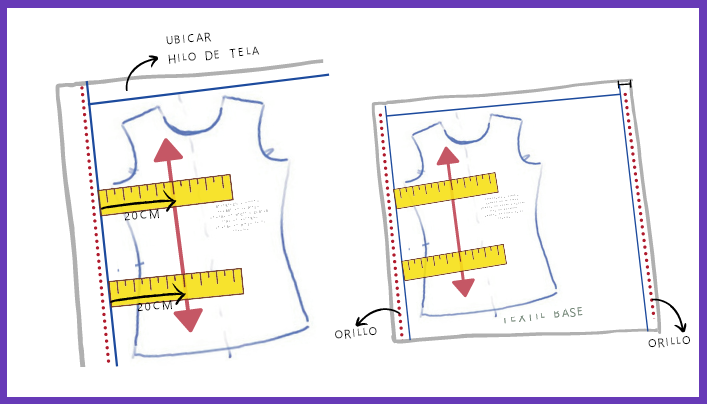 UBICAR
HILO DE TELA
20CM
20CM
TEXTIL BASE
ORILLO
ORILLO